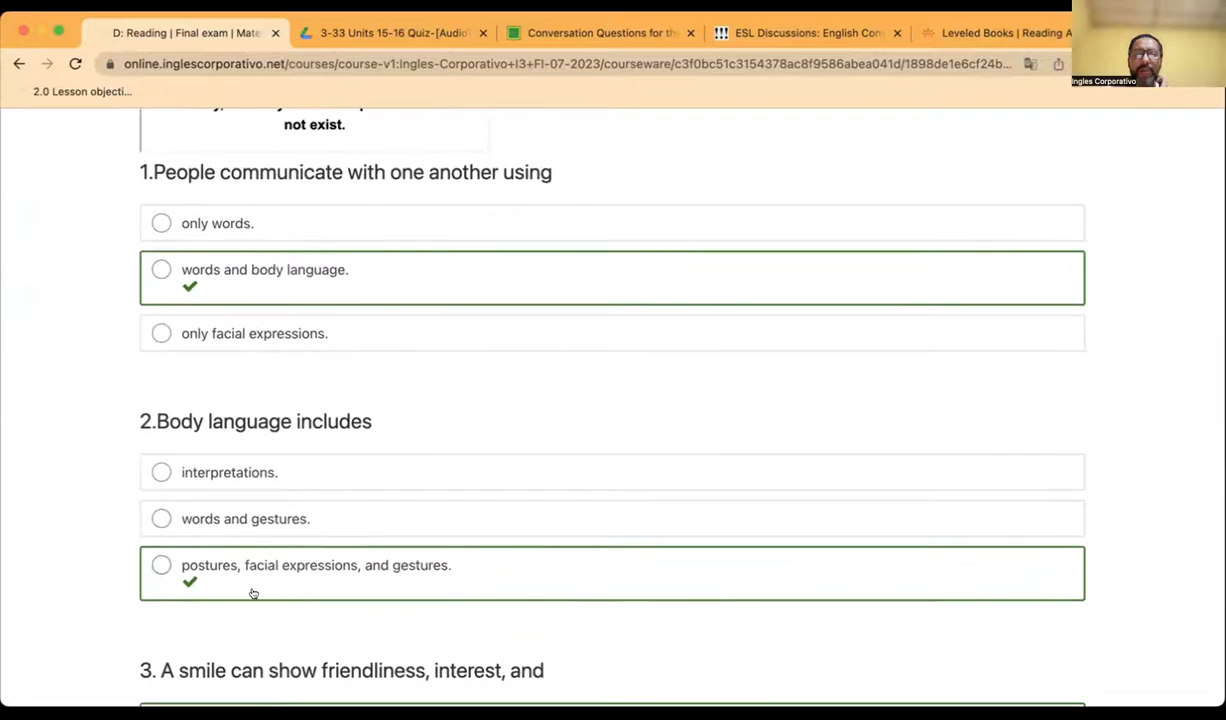 D: Reading | Final exam | Mate
3-33 Units 15-16 Quiz-[Audio
Conversation Questions for th
ESL Discussions: English Con
Leveled Books | Reading A
online.inglescorporativo.net/courses/course-v1:Ingles-Corporativo+I3+FI-07-2023/courseware/c3f0bc51c3154378ac8f9586abea041d/1898de1e6cf24b...
Ingles Corporativo
2.0 Lesson objecti...
not exist.
1.People communicate with one another using
only words.
words and body language.
only facial expressions.
2.Body language includes
interpretations.
words and gestures.
postures, facial expressions, and gestures.
3. A smile can show friendliness, interest, and